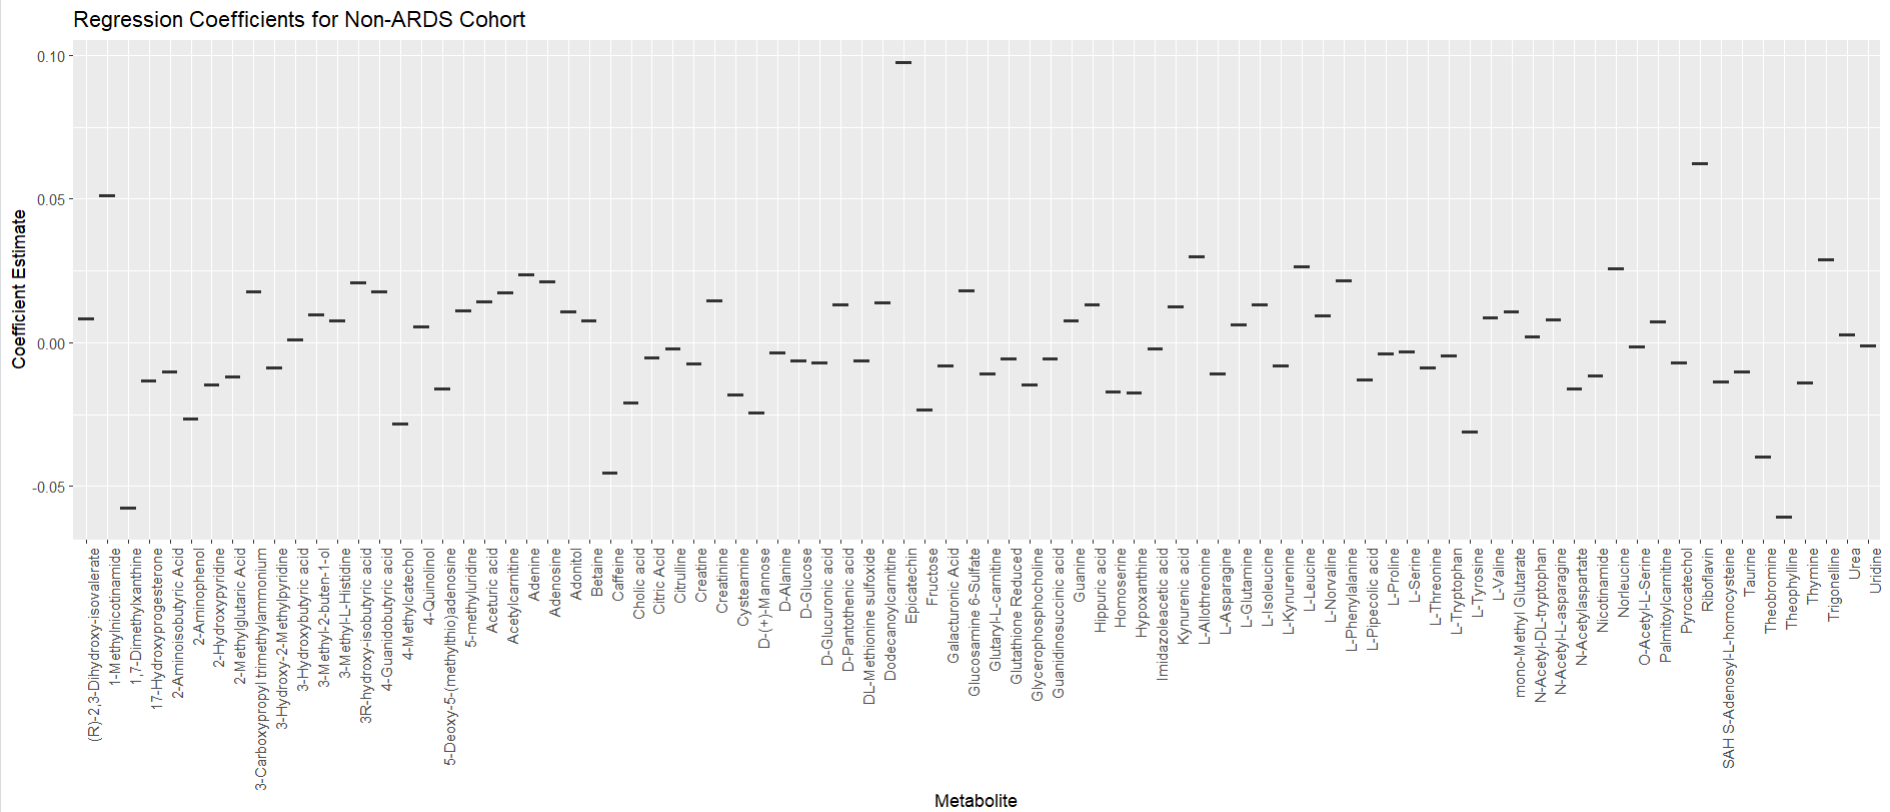 Regression Coefficients for Non-ARDS Cohort
Coefficient Estimate
0.10
0.05
0.00
-0.05
(R)-2,3-Dihydroxy-isovalerate
1-Methylnicotinamide
1,7-Dimethylxanthine
17-Hydroxyprogesterone
2-Aminoisobutyric Acid
2-Aminophenol
2-Hydroxypyridine
2-Methylglutaric Acid
3-Carboxypropyl trimethylammonium
3-Hydroxy-2-Methylpyridine
3-Hydroxybutyric acid
3-Methyl-2-buten-1-ol
3-Methyl-L-Histidine
3R-hydroxy-isobutyric acid
4-Guanidobutyric acid
4-Methylcatechol
4-Quinolinol
5-Deoxy-5-(methylthio)adenosine
5-methyluridine
Aceturic acid
Acetylcarnitine
Adenine
Adenosine
Adonitol
Betaine
Caffeine
Cholic acid
Citric Acid
Citrulline
Creatine
Creatinine
Cysteamine
D-(+)-Mannose
D-Alanine
D-Glucose
D-Glucuronic acid
D-Pantothenic acid
DL-Methionine sulfoxide
Dodecanoylcarnitine
Epicatechin
Fructose
Galacturonic Acid
Glucosamine 6-Sulfate
Glutaryl-L-carnitine
Glutathione Reduced
Glycerophosphocholine
Guanidinosuccinic acid
Guanine
Hippuric acid
Homoserine
Hypoxanthine
Imidazoleacetic acid
Kynurenic acid
L-Allothreonine
L-Asparagine
L-Glutamine
L-Isoleucine
L-Kynurenine
L-Leucine
L-Norvaline
L-Phenylalanine
L-Pipecolic acid
L-Proline
L-Serine
L-Threonine
L-Tryptophan
L-Tyrosine
L-Valine
mono-Methyl Glutarate
N-Acetyl-DL-tryptophan
N-Acetyl-L-asparagine
N-Acetylaspartate
Nicotinamide
Norleucine
O-Acetyl-L-Serine
Palmitoylcarnitine
Pyrocatechol
Riboflavin
SAH S-Adenosyl-L-homocysteine
Taurine
Theobromine
Theophylline
Thymine
Trigonelline
Urea
Uridine
Metabolite